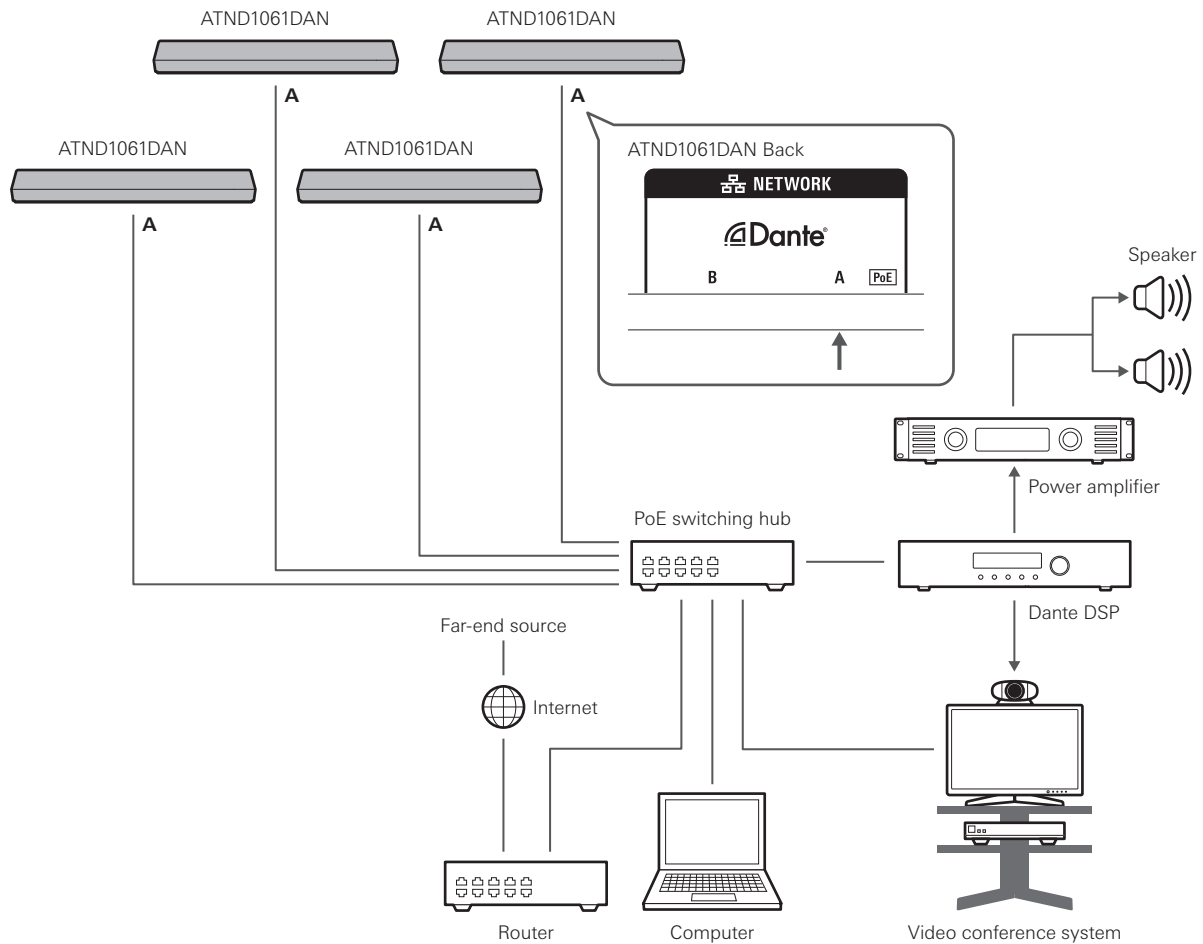 ATND1061DAN
ATND1061DAN
A
A
ATND1061DAN
ATND1061DAN
A
A
ATND1061DAN Back
NETWORK
Dante®
B
A
PoE
Speaker
Power amplifier
PoE switching hub
Dante DSP
Far-end source
Internet
Router
Computer
Video conference system